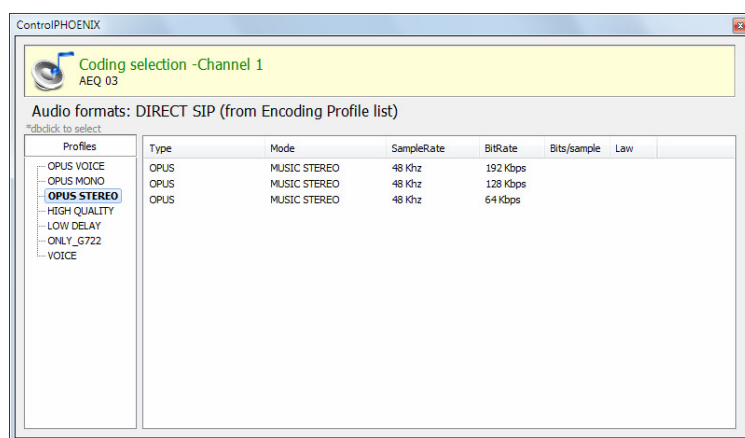 ControlPHOENIX
Coding selection -Channel 1
AEQ 03
Audio formats: DIRECT SIP (from Encoding Profile list)
*dbclick to select
Profiles
OPUS VOICE
OPUS MONO
OPUS STEREO
HIGH QUALITY
LOW DELAY
ONLY_G722
VOICE
Type Mode SampleRate BitRate Bits/sample Law
OPUS MUSIC STEREO 48 Khz 192 Kbps
OPUS MUSIC STEREO 48 Khz 128 Kbps
OPUS MUSIC STEREO 48 Khz 64 Kbps